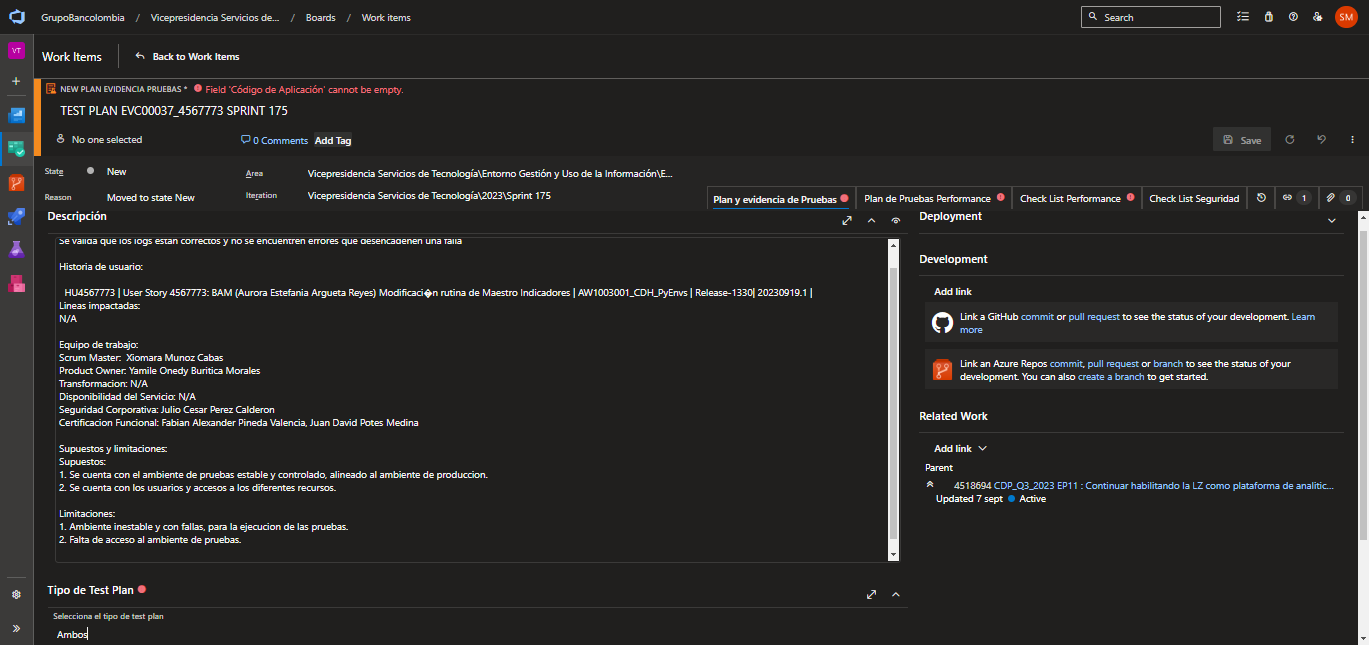 GrupoBancolombia / Vicepresidencia Servicios de... / Boards / Work items
Search
SM
VT
Work Items
Back to Work Items
NEW PLAN EVIDENCIA PRUEBAS * Field 'Código de Aplicación' cannot be empty.
TEST PLAN EVC00037_4567773 SPRINT 175
No one selected
0 Comments
Add Tag
Save
State
New
Area
Vicepresidencia Servicios de Tecnología\Entorno Gestión y Uso de la Información\E...
Reason
Moved to state New
Iteration
Vicepresidencia Servicios de Tecnología\2023\Sprint 175
Plan y evidencia de Pruebas
Plan de Pruebas Performance
Check List Performance
Check List Seguridad
1
0
Descripción
Se valida que los logs estan correctos y no se encuentren errores que desencadenen una falla
Historia de usuario:
HU4567773 | User Story 4567773: BAM (Aurora Estefania Argueta Reyes) Modificaci�n rutina de Maestro Indicadores | AW1003001_CDH_PyEnvs | Release-1330| 20230919.1 |
Lineas impactadas:
N/A
Equipo de trabajo:
Scrum Master: Xiomara Munoz Cabas
Product Owner: Yamile Onedy Buritica Morales
Transformacion: N/A
Disponibilidad del Servicio: N/A
Seguridad Corporativa: Julio Cesar Perez Calderon
Certificacion Funcional: Fabian Alexander Pineda Valencia, Juan David Potes Medina
Supuestos y limitaciones:
Supuestos:
1. Se cuenta con el ambiente de pruebas estable y controlado, alineado al ambiente de produccion.
2. Se cuenta con los usuarios y accesos a los diferentes recursos.
Limitaciones:
1. Ambiente inestable y con fallas, para la ejecucion de las pruebas.
2. Falta de acceso al ambiente de pruebas.
Tipo de Test Plan
Selecciona el tipo de test plan
Ambos
Deployment
Development
Add link
Link a GitHub commit or pull request to see the status of your development. Learn
more
Link an Azure Repos commit, pull request or branch to see the status of your
development. You can also create a branch to get started.
Related Work
Add link
Parent
4518694 CDP_Q3_2023 EP11 : Continuar habilitando la LZ como plataforma de analitic...
Updated 7 sept Active